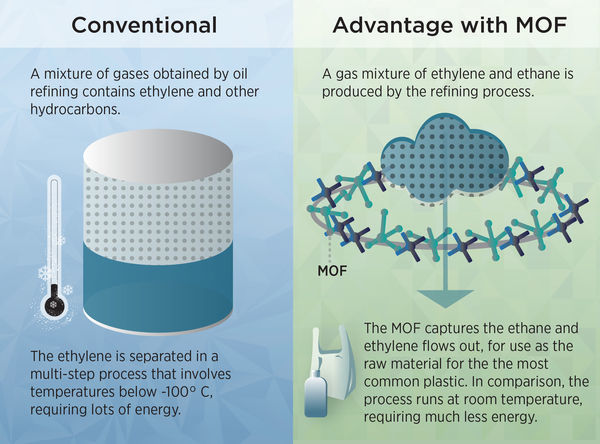 Conventional
A mixture of gases obtained by oil
refining contains ethylene and other
hydrocarbons.
The ethylene is separated in a
multi-step process that involves
temperatures below -100° C,
requiring lots of energy.
Advantage with MOF
A gas mixture of ethylene and ethane is
produced by the refining process.
MOF
The MOF captures the ethane and
ethylene flows out, for use as the
raw material for the the most
common plastic. In comparison, the
process runs at room temperature,
requiring much less energy.